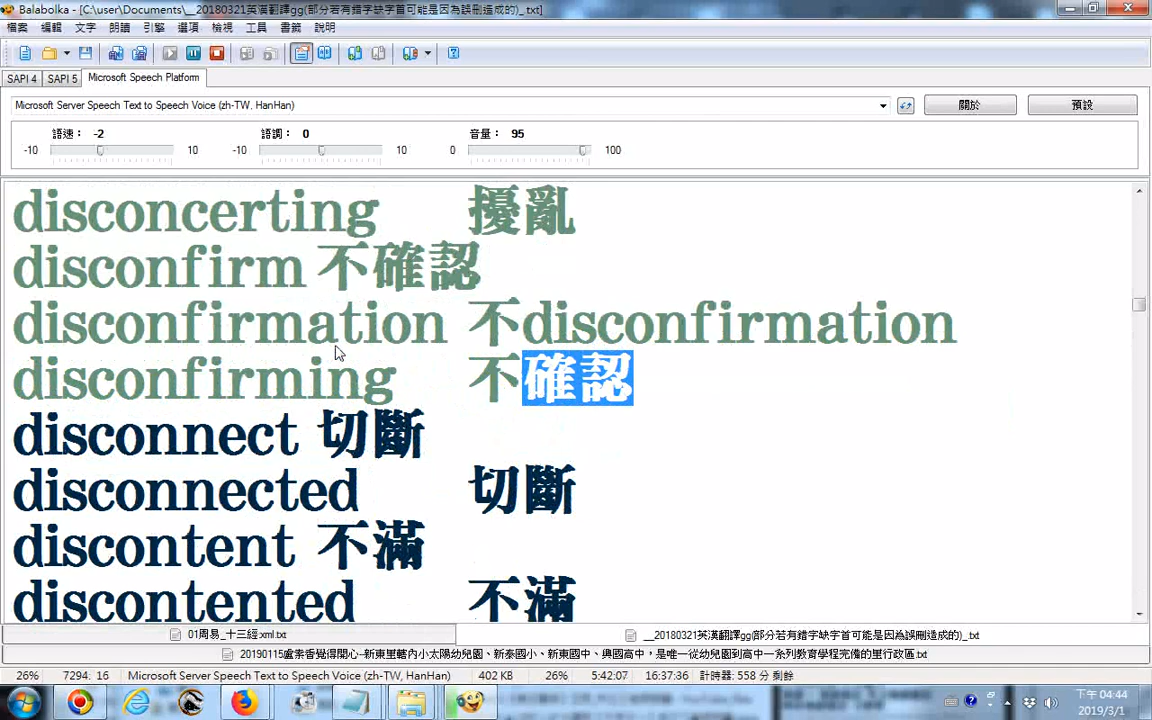 Balabolka - [C:\user\Documents\__20180321英漢翻譯gg(部分若有錯字缺字首可能是因為誤刪造成的)_.txt]
檔案 編輯 文字 朗讀 引擎 選項 檢視 工具 書籤 說明
SAPI 4 SAPI 5 Microsoft Speech Platform
Microsoft Server Speech Text to Speech Voice (zh-TW, HanHan) 關於 預設
語速： -2 語調： 0 音量： 95
-10 10 -10 10 0 100
disconcerting 擾亂
disconfirm 不確認
disconfirmation 不disconfirmation
disconfirming 不確認
disconnect 切斷
disconnected 切斷
discontent 不滿
discontented 不滿
01周易_十三經.xml.txt __20180321英漢翻譯gg(部分若有錯字缺字首可能是因為誤刪造成的)_.txt
20190115盧素香覺得開心-新東里轄內小太陽幼兒園、新泰國小、新東國中、興國高中，是唯一從幼兒園到高中一系列教育學程完備的里行政區.txt
26% 7294: 16 Microsoft Server Speech Text to Speech Voice (zh-TW, HanHan) 402 KB 26% 5:42:07 16:37:36 計時器: 558 分 剩餘
下午 04:44
2019/3/1